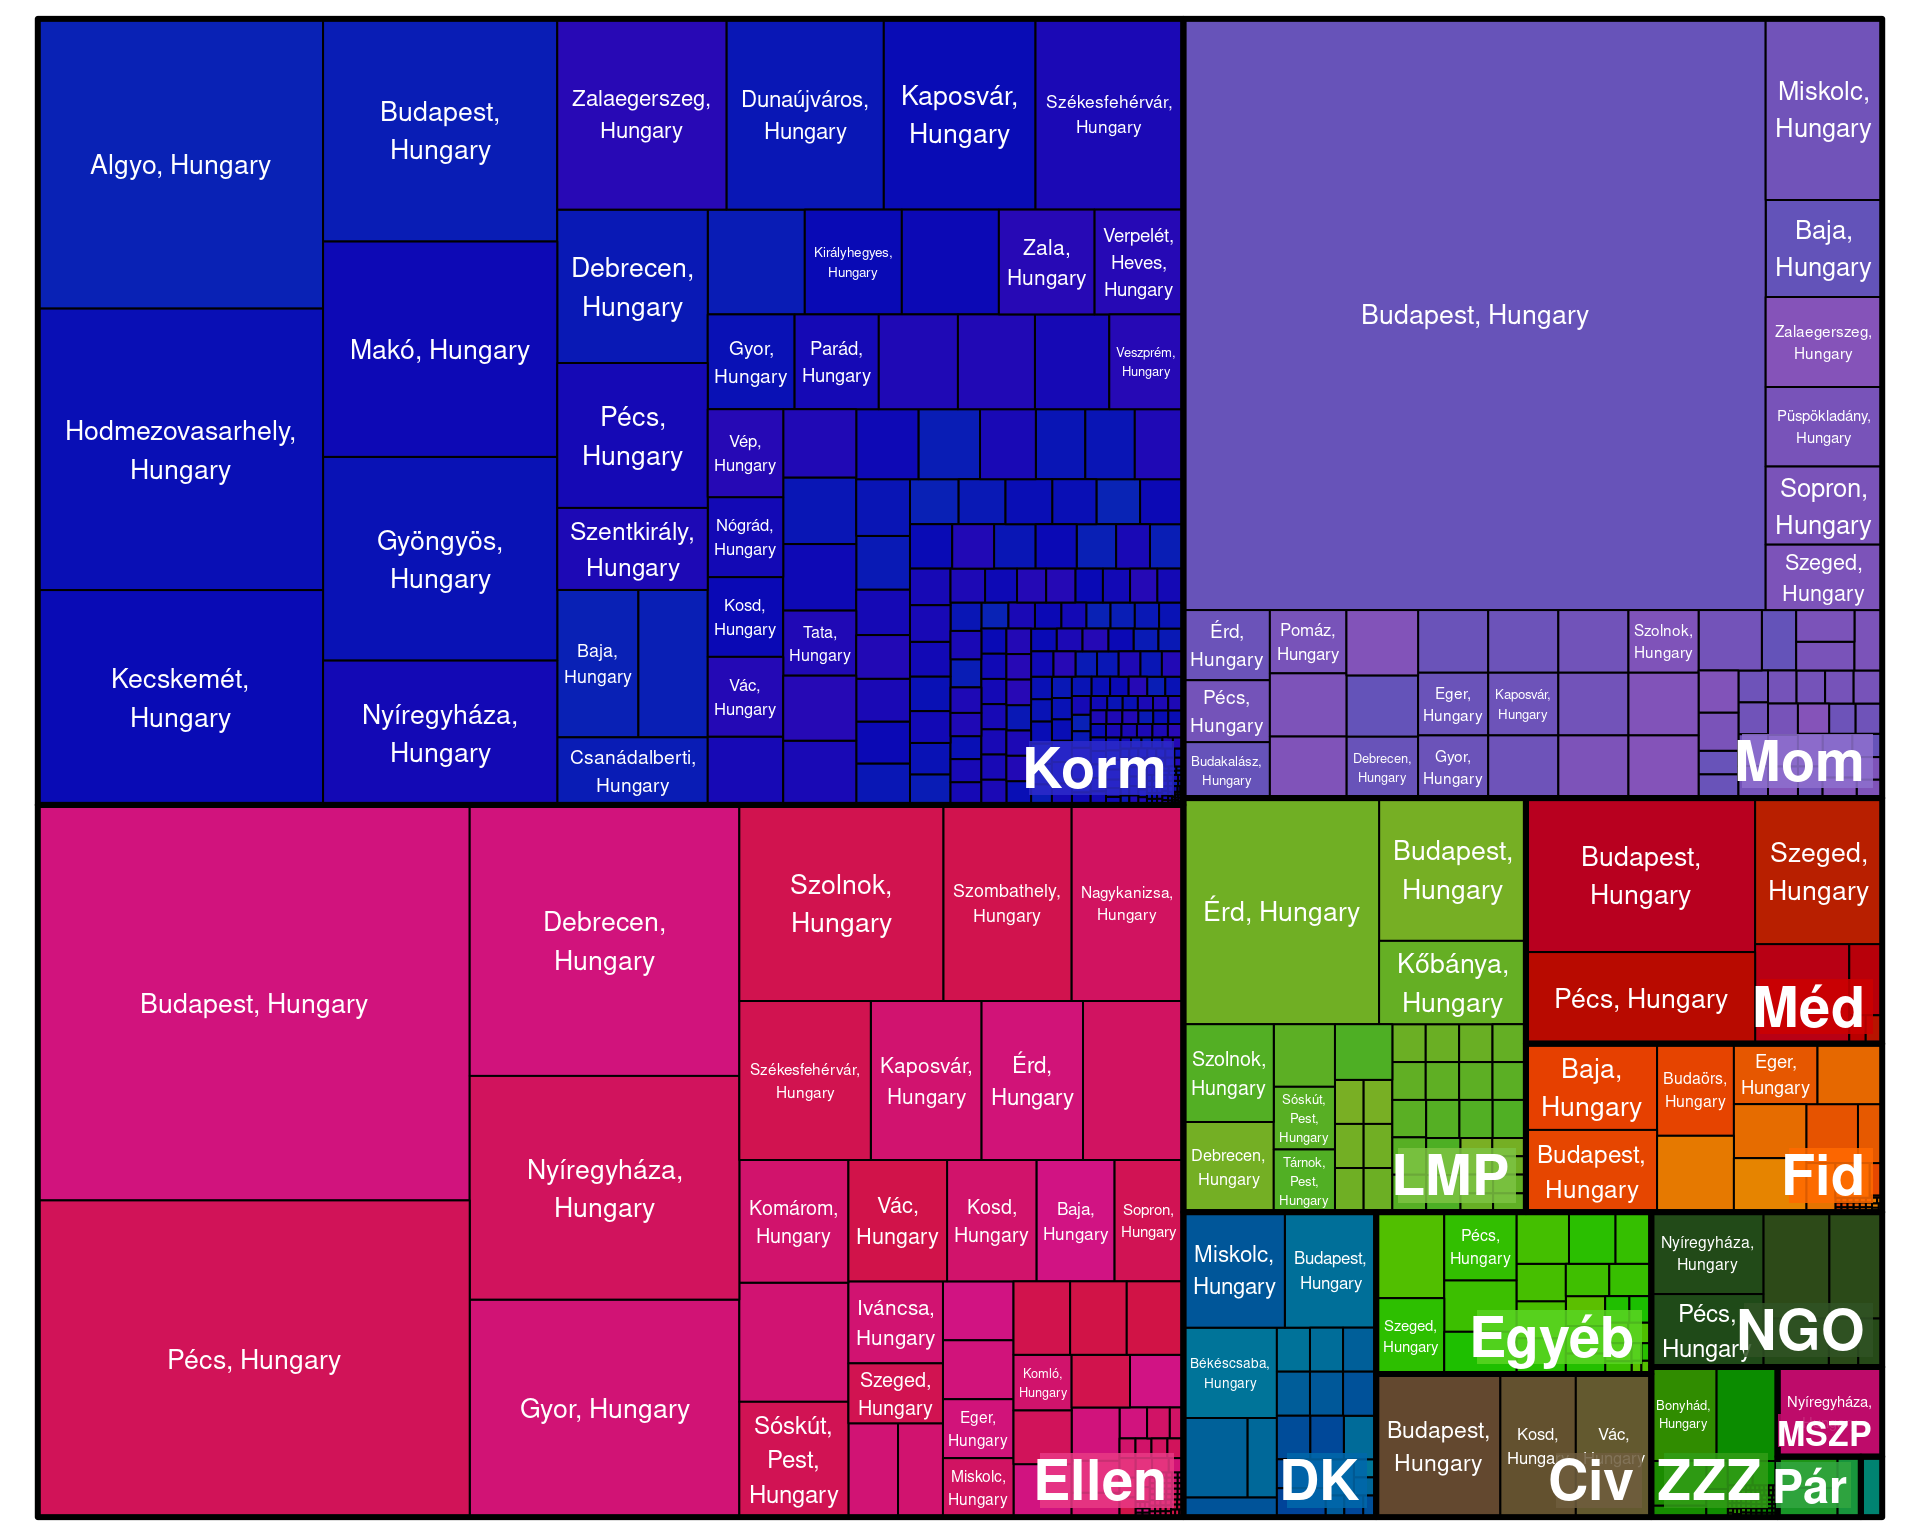 Algyo, Hungary
Hodmezovasarhely,
Hungary
Kecskemét,
Hungary
Budapest,
Hungary
Makó, Hungary
Gyöngyös,
Hungary
Nyíregyháza,
Hungary
Zalaegerszeg,
Hungary
Dunaújváros,
Hungary
Kaposvár,
Hungary
Székesfehérvár,
Hungary
Debrecen,
Hungary
Pécs,
Hungary
Szentkirály,
Hungary
Baja,
Hungary
Csanádalberti,
Hungary
Királyhegyes,
Hungary
Zala,
Hungary
Verpelét,
Heves,
Hungary
Gyor,
Hungary
Parád,
Hungary
Veszprém,
Hungary
Vép,
Hungary
Nógrád,
Hungary
Kosd,
Hungary
Vác,
Hungary
Tata,
Hungary
Korm
Budapest, Hungary
Miskolc,
Hungary
Baja,
Hungary
Zalaegerszeg,
Hungary
Püspökladány,
Hungary
Sopron,
Hungary
Szeged,
Hungary
Érd,
Hungary
Pécs,
Hungary
Budakalász,
Hungary
Pomáz,
Hungary
Debrecen,
Hungary
Eger,
Hungary
Gyor,
Hungary
Kaposvár,
Hungary
Szolnok,
Hungary
Mom
Budapest, Hungary
Pécs, Hungary
Debrecen,
Hungary
Nyíregyháza,
Hungary
Gyor, Hungary
Szolnok,
Hungary
Szombathely,
Hungary
Nagykanizsa,
Hungary
Székesfehérvár,
Hungary
Kaposvár,
Hungary
Érd,
Hungary
Komárom,
Hungary
Vác,
Hungary
Kosd,
Hungary
Baja,
Hungary
Sopron,
Hungary
Sóskút,
Pest,
Hungary
Iváncsa,
Hungary
Szeged,
Hungary
Eger,
Hungary
Miskolc,
Hungary
Komló,
Hungary
Ellen
Érd, Hungary
Budapest,
Hungary
Kőbánya,
Hungary
Szolnok,
Hungary
Debrecen,
Hungary
Sóskút,
Pest,
Hungary
Tárnok,
Pest,
Hungary
LMP
Budapest,
Hungary
Pécs, Hungary
Szeged,
Hungary
Méd
Baja,
Hungary
Budapest,
Hungary
Budaörs,
Hungary
Eger,
Hungary
Fid
Miskolc,
Hungary
Budapest,
Hungary
Békéscsaba,
Hungary
DK
Szeged,
Hungary
Pécs,
Hungary
Egyéb
Nyíregyháza,
Hungary
Pécs,
Hungary
NGO
Budapest,
Hungary
Kosd,
Hungary
Vác,
Hungary
Civ
Bonyhád,
Hungary
ZZZ
Nyíregyháza,
MSZP
Pár